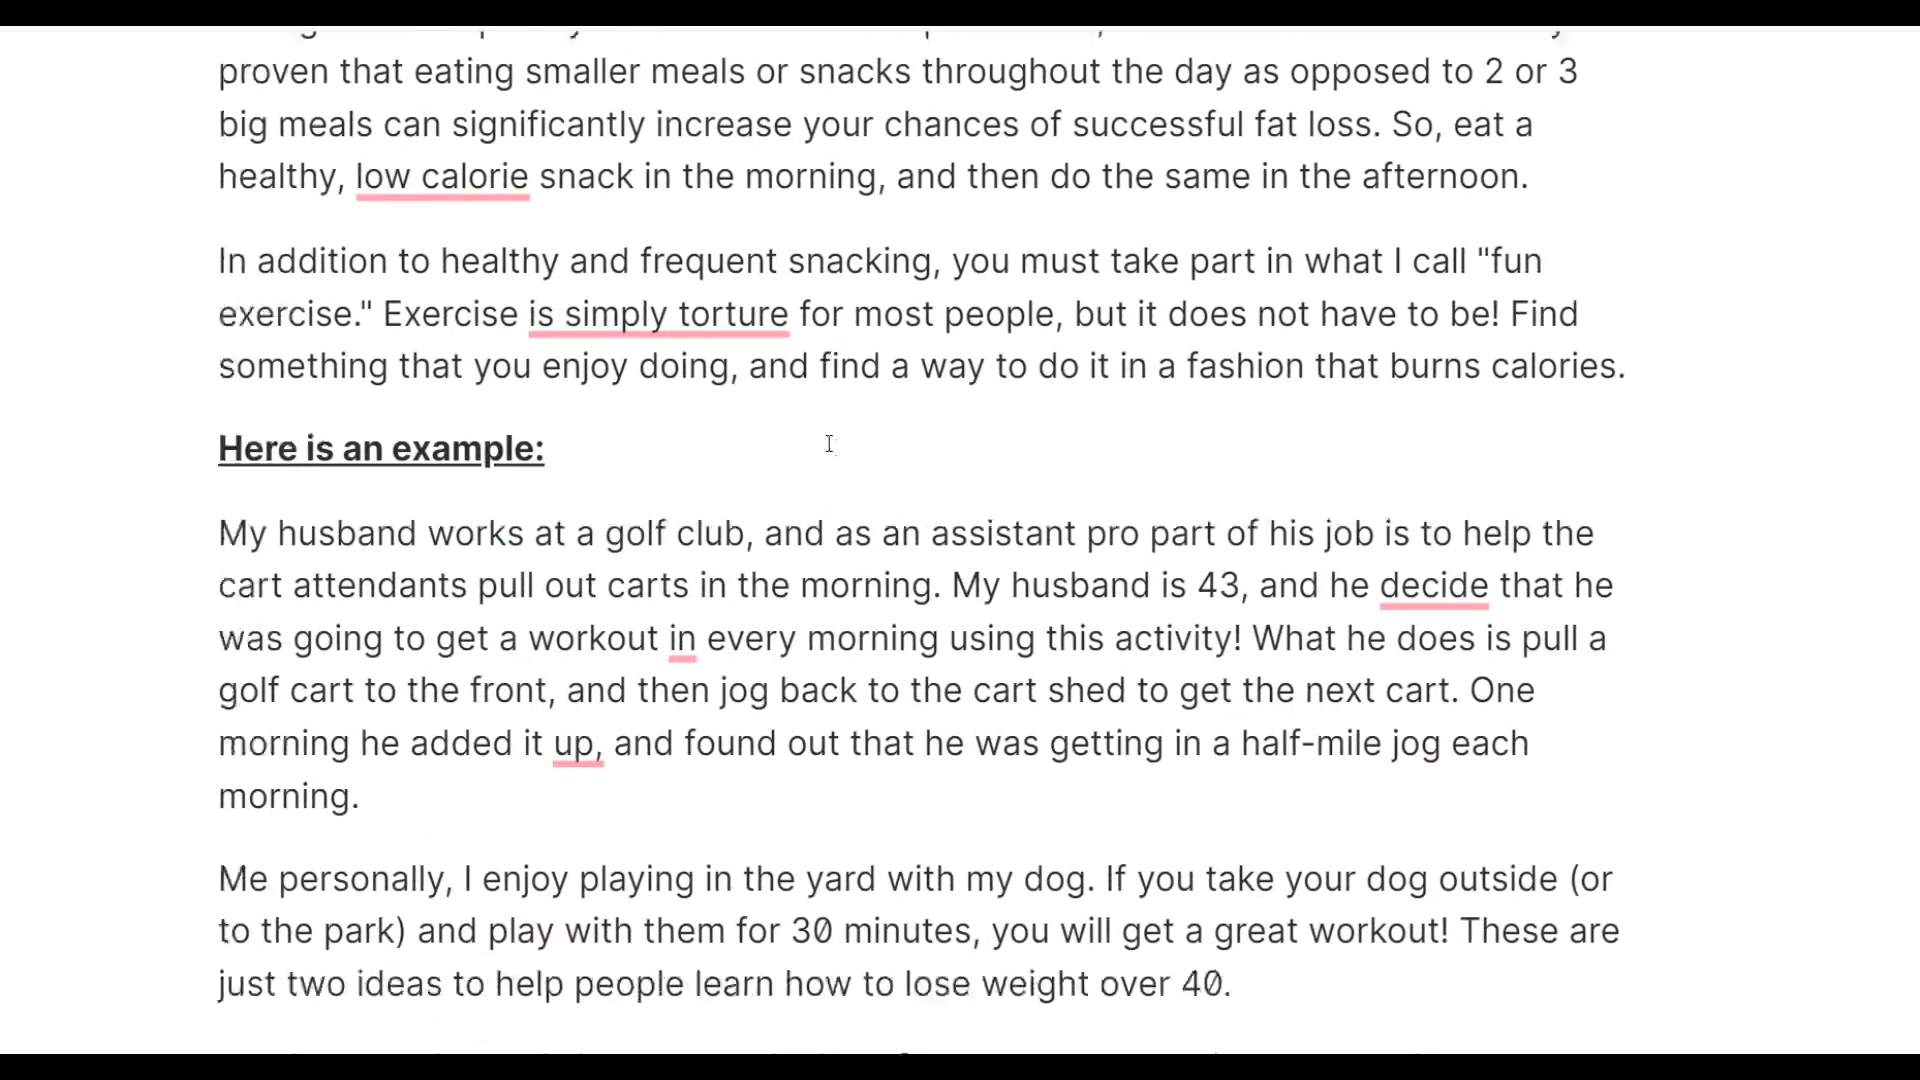 proven that eating smaller meals or snacks throughout the day as opposed to 2 or 3
big meals can significantly increase your chances of successful fat loss. So, eat a
healthy, low calorie snack in the morning, and then do the same in the afternoon.
In addition to healthy and frequent snacking, you must take part in what I call "fun
exercise." Exercise is simply torture for most people, but it does not have to be! Find
something that you enjoy doing, and find a way to do it in a fashion that burns calories.
Here is an example:
My husband works at a golf club, and as an assistant pro part of his job is to help the
cart attendants pull out carts in the morning. My husband is 43, and he decide that he
was going to get a workout in every morning using this activity! What he does is pull a
golf cart to the front, and then jog back to the cart shed to get the next cart. One
morning he added it up, and found out that he was getting in a half-mile jog each
morning.
Me personally, I enjoy playing in the yard with my dog. If you take your dog outside (or
to the park) and play with them for 30 minutes, you will get a great workout! These are
just two ideas to help people learn how to lose weight over 40.